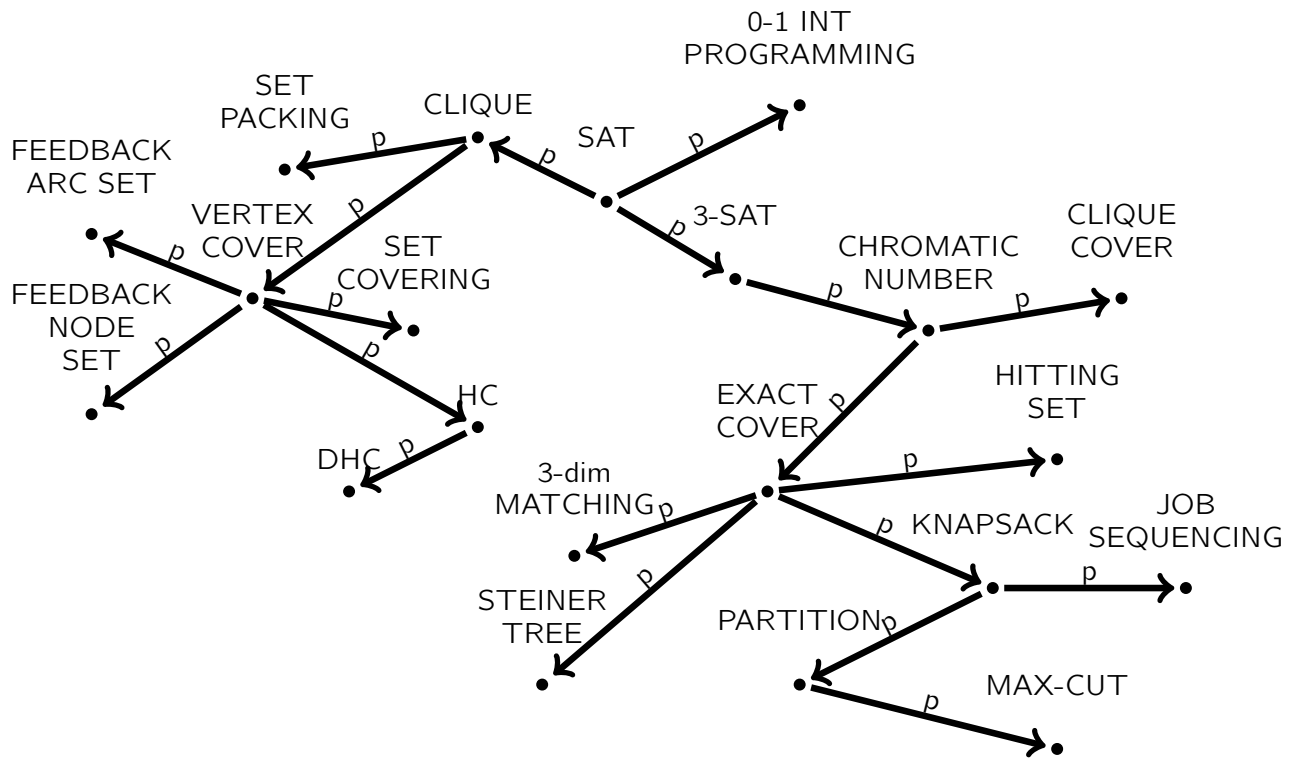 0-1 INT
PROGRAMMING
SET
PACKING
CLIQUE
SAT
p
p
p
FEEDBACK
ARC SET
VERTEX
COVER
p
p
3-SAT
p
SET
COVERING
p
CHROMATIC
NUMBER
CLIQUE
COVER
FEEDBACK
NODE
SET
p
p
p
p
p
HC
DHC
p
EXACT
COVER
p
HITTING
SET
3-dim
MATCHING
p
p
p
KNAPSACK
JOB
SEQUENCING
p
STEINER
TREE
p
PARTITION
p
MAX-CUT
p